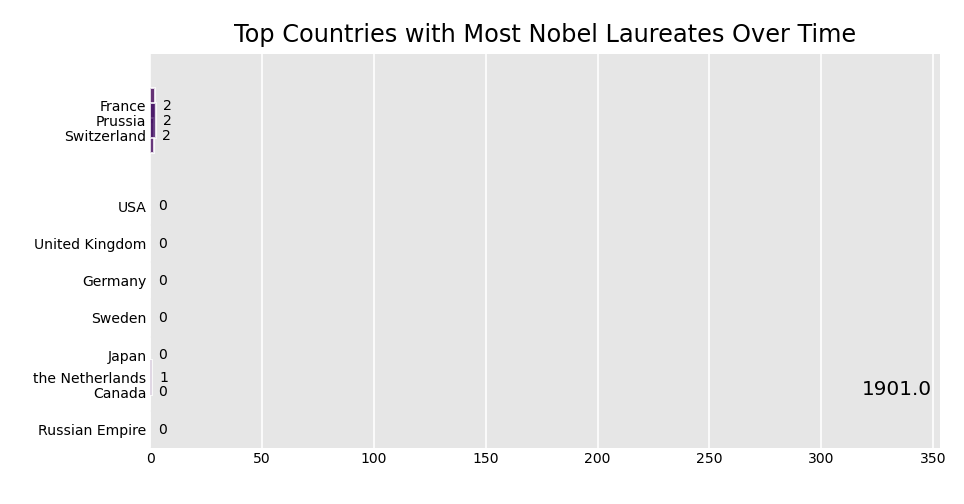 Top Countries with Most Nobel Laureates Over Time
France 2
Prussia 2
Switzerland 2
USA 0
United Kingdom 0
Germany 0
Sweden 0
Japan 0
the Netherlands 1
Canada 0
1901.0
Russian Empire 0
0 50 100 150 200 250 300 350